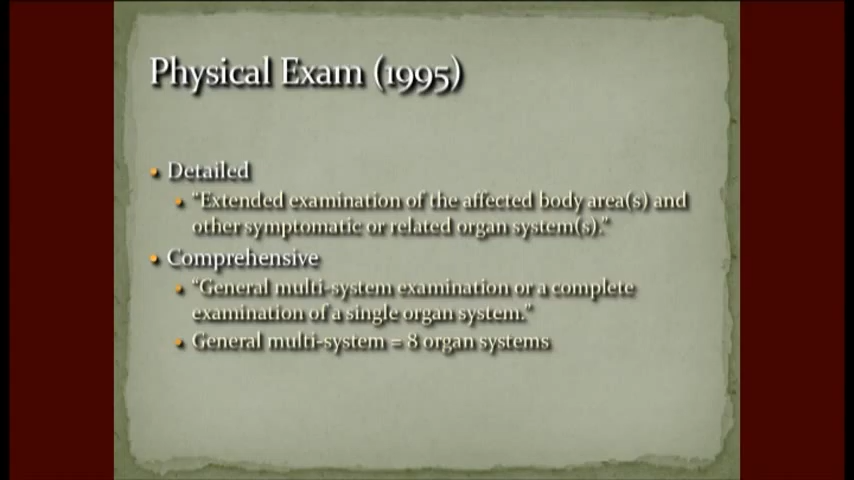 Physical Exam (1995)
• Detailed
• “Extended examination of the affected body area(s) and
other symptomatic or related organ system(s).”
• Comprehensive
• “General multi-system examination or a complete
examination of a single organ system.”
• General multi-system = 8 organ systems